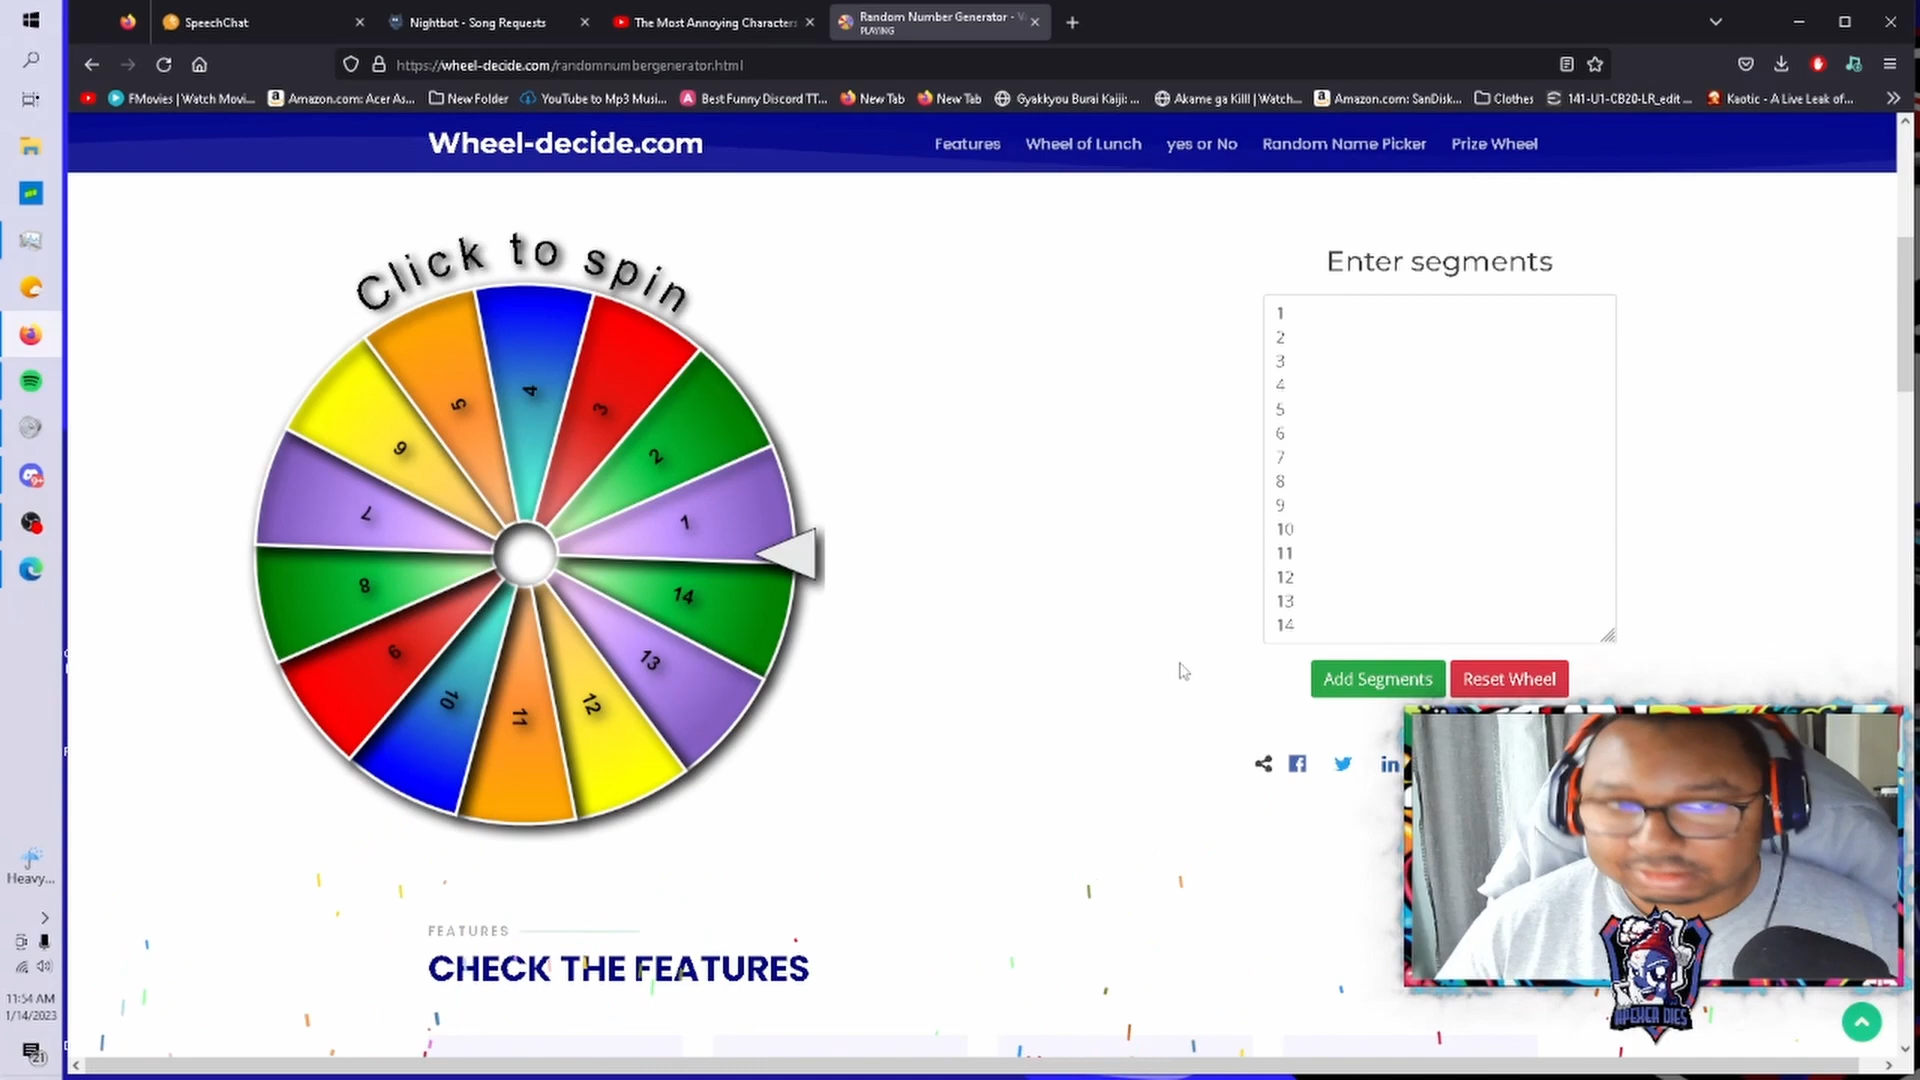 SpeechChat
Nightbot - Song Requests
The Most Annoying Characters
Random Number Generator -
PLAYING
https://wheel-decide.com/randomnumbergenerator.html
FMovies | Watch Movi...
Amazon.com: Acer As...
New Folder
YouTube to Mp3 Musi...
Best Funny Discord TT...
New Tab
New Tab
Gyakkyou Burai Kaiji: ...
Akame ga Killl | Watch...
Amazon.com: SanDisk...
Clothes
141-U1-CB20-LR_edit ...
Kaotic - A Live Leak of...
Wheel-decide.com
Features
Wheel of Lunch
yes or No
Random Name Picker
Prize Wheel
Click to spin
1
2
3
4
5
6
7
8
9
10
11
12
13
14
Enter segments
1
2
3
4
5
6
7
8
9
10
11
12
13
14
Add Segments
Reset Wheel
FEATURES
CHECK THE FEATURES
APEXER DIES
9+
Heavy...
11:54 AM
1/14/2023
21